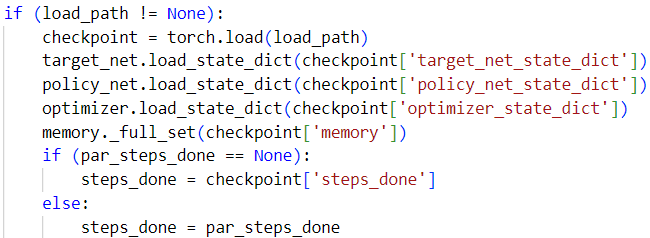 if (load_path != None):
    checkpoint = torch.load(load_path)
    target_net.load_state_dict(checkpoint['target_net_state_dict'])
    policy_net.load_state_dict(checkpoint['policy_net_state_dict'])
    optimizer.load_state_dict(checkpoint['optimizer_state_dict'])
    memory._full_set(checkpoint['memory'])
    if (par_steps_done == None):
        steps_done = checkpoint['steps_done']
    else:
        steps_done = par_steps_done